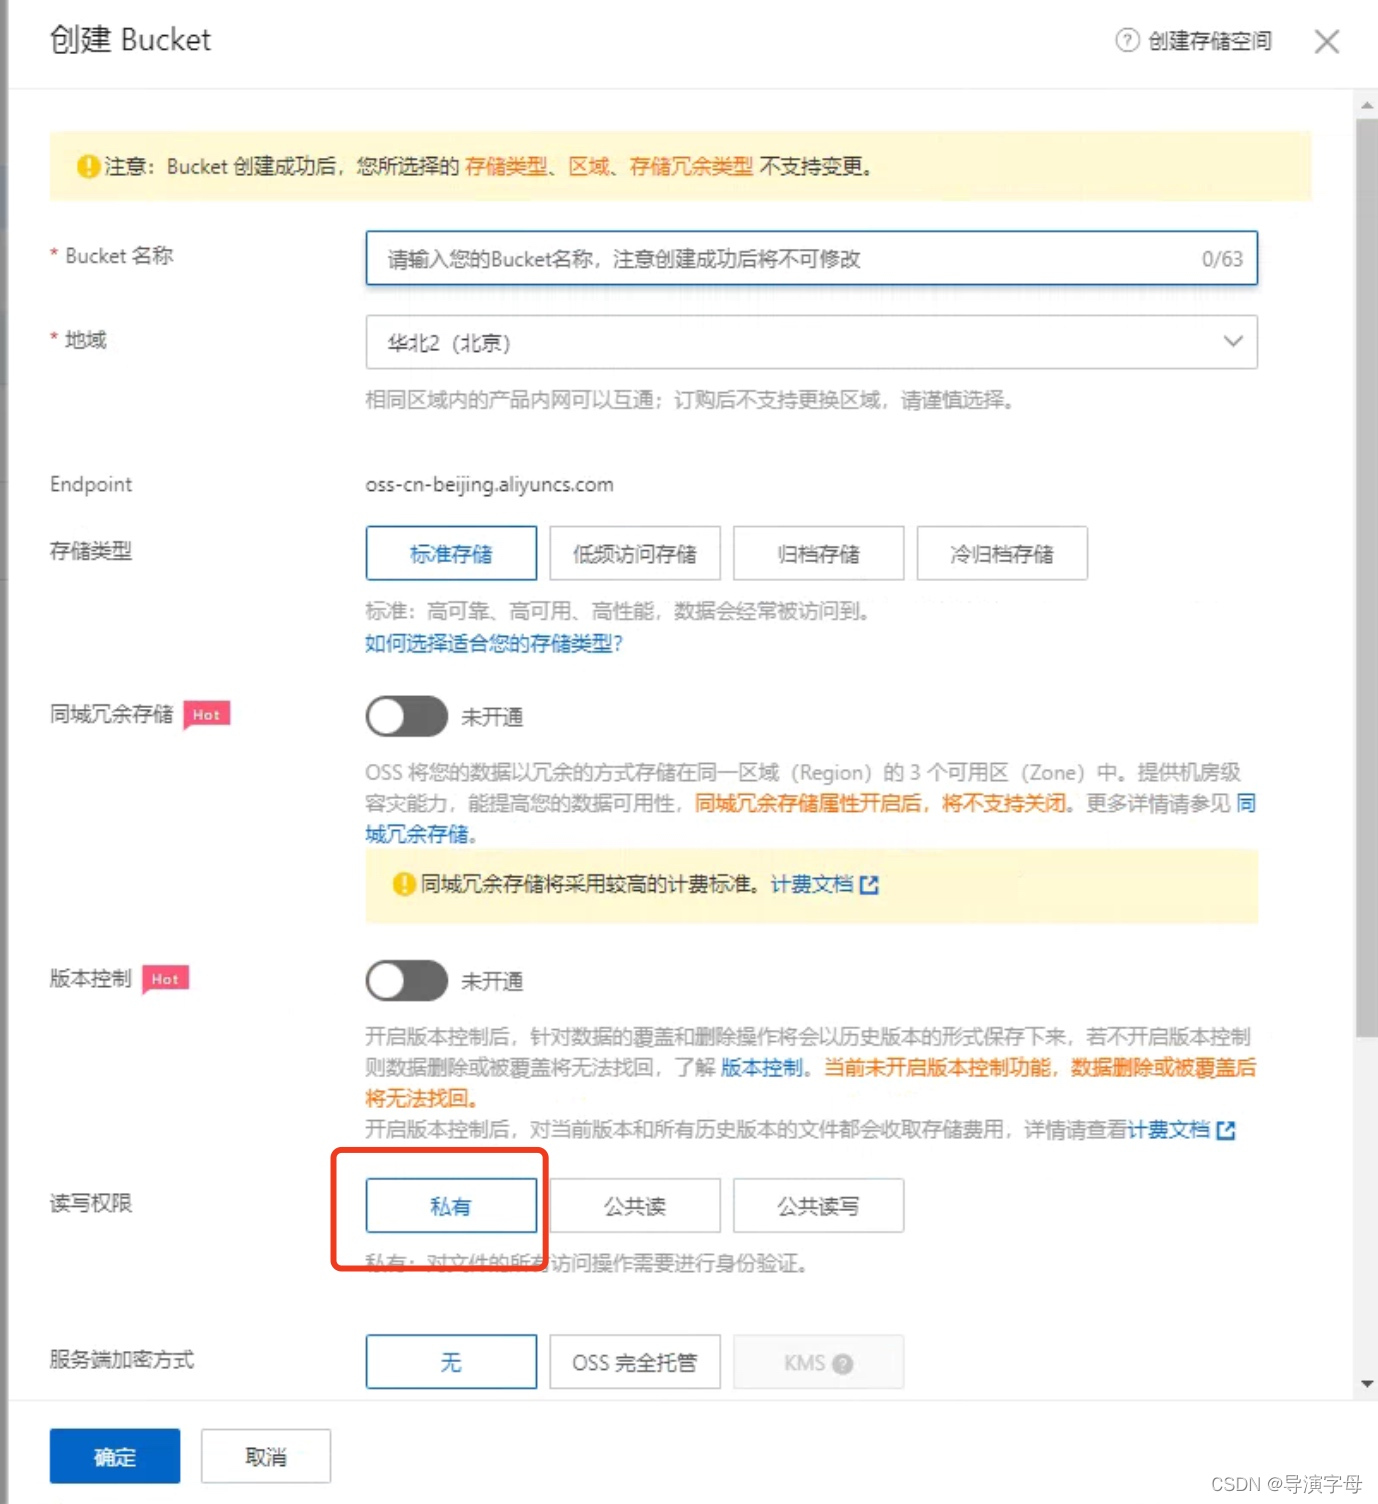 创建 Bucket
创建存储空间
注意：Bucket 创建成功后，您所选择的 存储类型、区域、存储冗余类型 不支持变更。
* Bucket 名称
请输入您的Bucket名称，注意创建成功后将不可修改
0/63
* 地域
华北2（北京）
相同区域内的产品内网可以互通；订购后不支持更换区域，请谨慎选择。
Endpoint
oss-cn-beijing.aliyuncs.com
存储类型
标准存储
低频访问存储
归档存储
冷归档存储
标准：高可靠、高可用、高性能，数据会经常被访问到。
如何选择适合您的存储类型？
同城冗余存储
Hot
未开通
OSS 将您的数据以冗余的方式存储在同一区域（Region）的 3 个可用区（Zone）中。提供机房级
容灾能力，能提高您的数据可用性，同城冗余存储属性开启后，将不支持关闭。更多详情请参见 同
城冗余存储。
同城冗余存储将采用较高的计费标准。计费文档
版本控制
Hot
未开通
开启版本控制后，针对数据的覆盖和删除操作将会以历史版本的形式保存下来，若不开启版本控制
则数据删除或被覆盖将无法找回，了解 版本控制。当前未开启版本控制功能，数据删除或被覆盖后
将无法找回。
开启版本控制后，对当前版本和所有历史版本的文件都会收取存储费用，详情请查看计费文档
读写权限
私有
公共读
公共读写
私有：对文件的所有访问操作需要进行身份验证。
服务端加密方式
无
OSS 完全托管
KMS
确定
取消
CSDN @导演字母